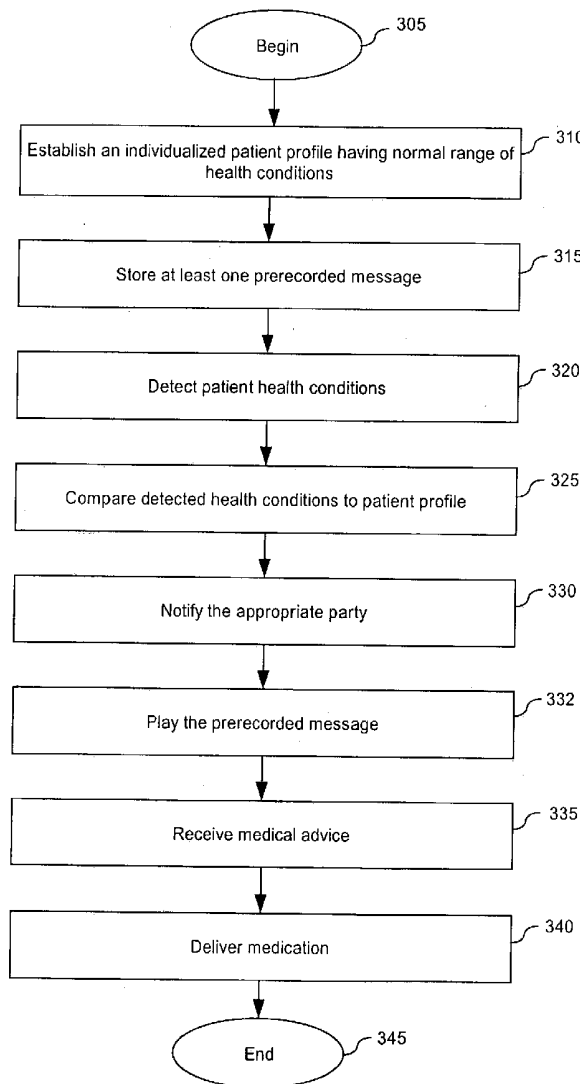 Begin
305
Establish an individualized patient profile having normal range of
health conditions
310
Store at least one prerecorded message
315
Detect patient health conditions
320
Compare detected health conditions to patient profile
325
Notify the appropriate party
330
Play the prerecorded message
332
Receive medical advice
335
Deliver medication
340
End
345